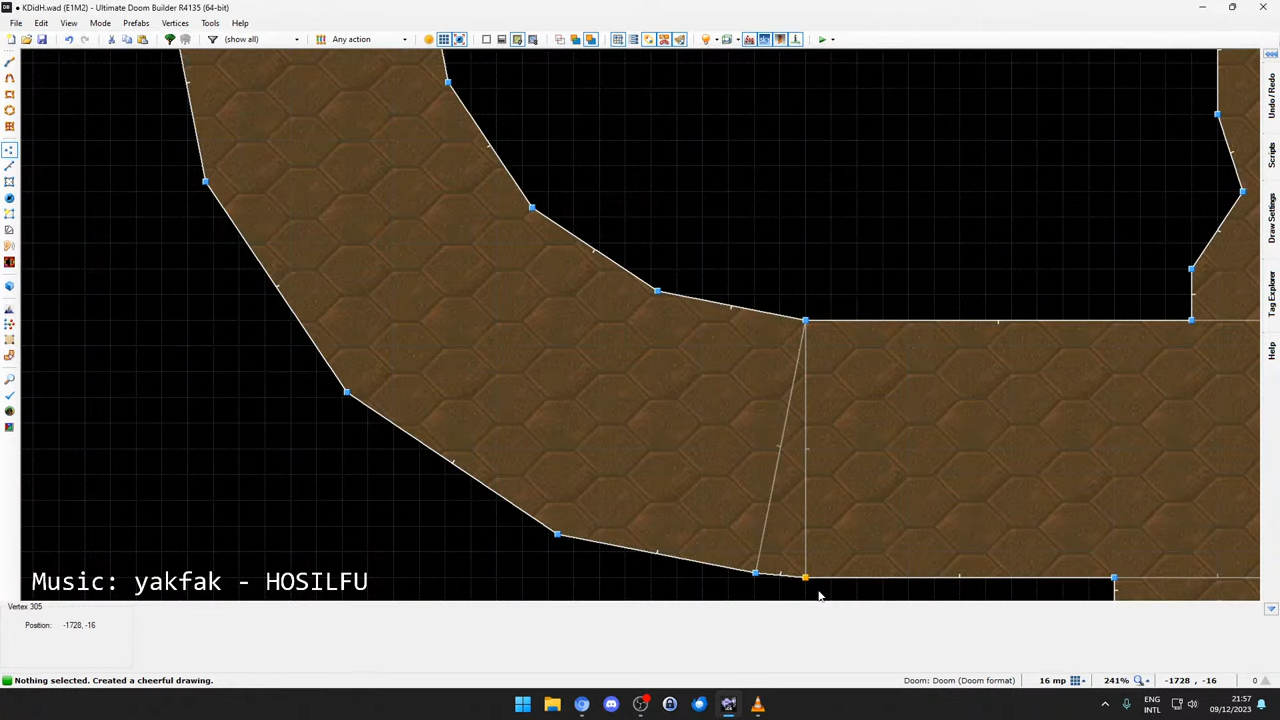 KDidH.wad (E1M2) - Ultimate Doom Builder R4135 (64-bit)
File Edit View Mode Prefabs Vertices Tools Help
(show all) Any action
Undo / Redo
Scripts
Draw Settings
Tag Explorer
Help
Music: yakfak - HOSILFU
Vertex 305
Position: -1728, -16
Nothing selected. Created a cheerful drawing. Doom: Doom (Doom format) 16 mp 241% -1728 , -16 0
ENG
INTL
21:57
09/12/2023